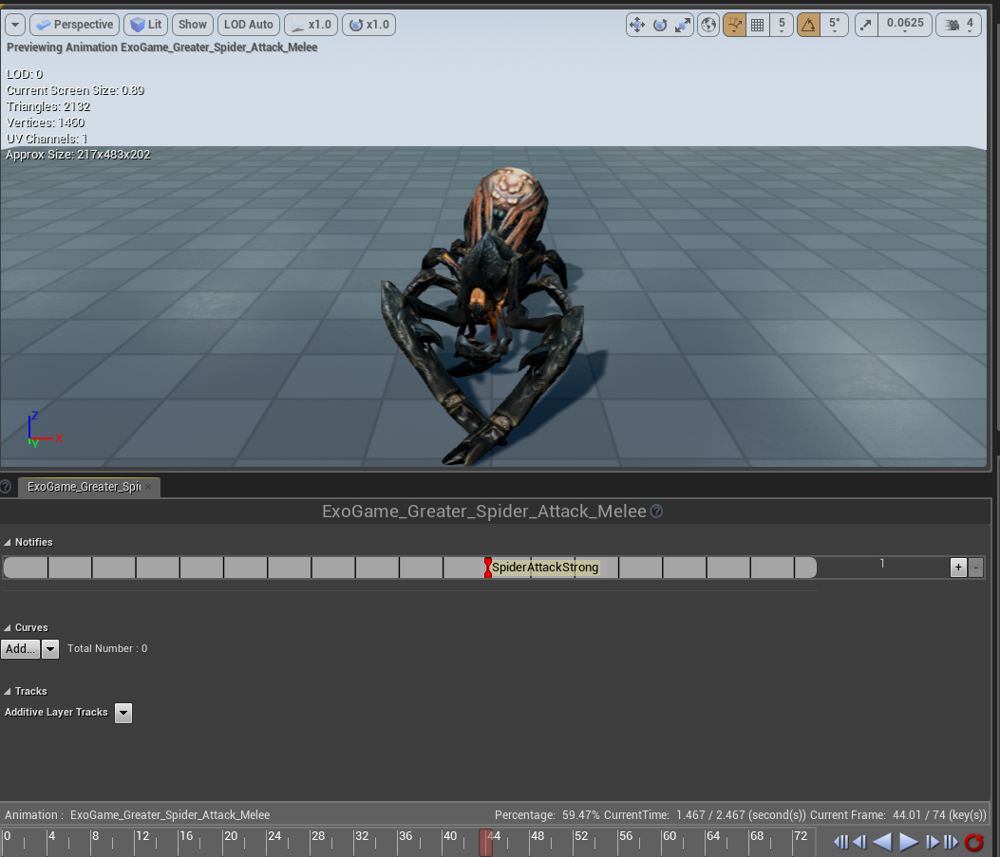 Perspective Lit Show LOD Auto x1.0 x1.0 5 5° 0.0625 4
Previewing Animation ExoGame_Greater_Spider_Attack_Melee
LOD: 0
Current Screen Size: 0.89
Triangles: 2132
Vertices: 1460
UV Channels: 1
Approx Size: 217x483x202
Z
X
Y
ExoGame_Greater_Spi
ExoGame_Greater_Spider_Attack_Melee
Notifies
SpiderAttackStrong 1 + -
Curves
Add... Total Number : 0
Tracks
Additive Layer Tracks
Animation : ExoGame_Greater_Spider_Attack_Melee Percentage: 59.47% CurrentTime: 1.467 / 2.467 (second(s)) Current Frame: 44.01 / 74 (key(s))
0 4 8 12 16 20 24 28 32 36 40 44 48 52 56 60 64 68 72